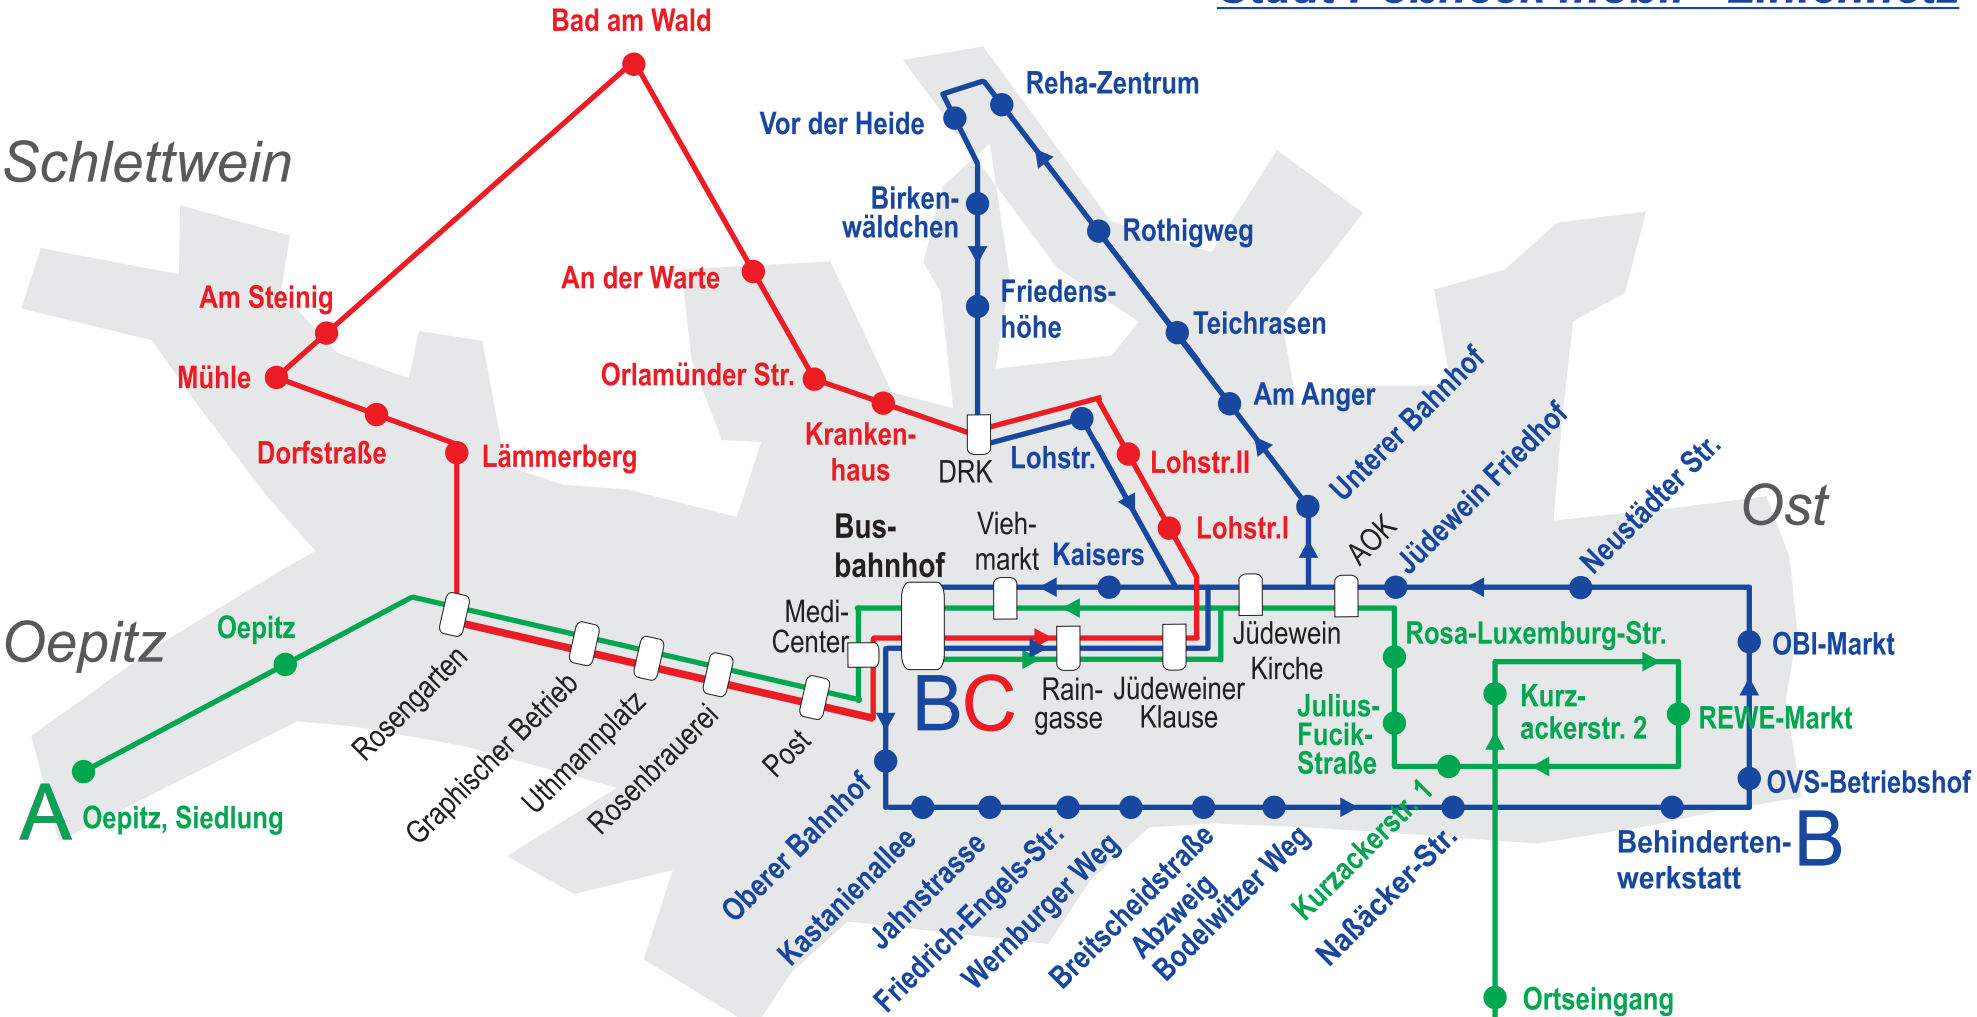 Stadt Pößneck mobil - Liniennetz
Bad am Wald
Reha-Zentrum
Vor der Heide
Schlettwein
Birken-
wäldchen
Rothigweg
An der Warte
Am Steinig
Friedens-
höhe
Teichrasen
Mühle
Orlamünder Str.
Am Anger
Unterer Bahnhof
Dorfstraße
Lämmerberg
Kranken-
haus
DRK
Lohstr.
Lohstr.II
Jüdewein Friedhof
Neustädter Str.
Ost
Bus-
bahnhof
Vieh-
markt
Kaisers
Lohstr.I
AOK
Oepitz
Oepitz
Medi-
Center
Jüdewein
Kirche
Rosa-Luxemburg-Str.
OBI-Markt
Rosengarten
Graphischer Betrieb
Uthmannplatz
Rosenbrauerei
Post
BC
Rain-
gasse
Jüdeweiner
Klause
Julius-
Fucik-
Straße
Kurz-
ackerstr. 2
REWE-Markt
A
Oepitz, Siedlung
OVS-Betriebshof
Oberer Bahnhof
Kastanienallee
Jahnstrasse
Friedrich-Engels-Str.
Wernburger Weg
Breitscheidstraße
Abzweig
Bodelwitzer Weg
Kurzackerstr. 1
Naßäcker-Str.
Behinderten-
werkstatt
B
Ortseingang